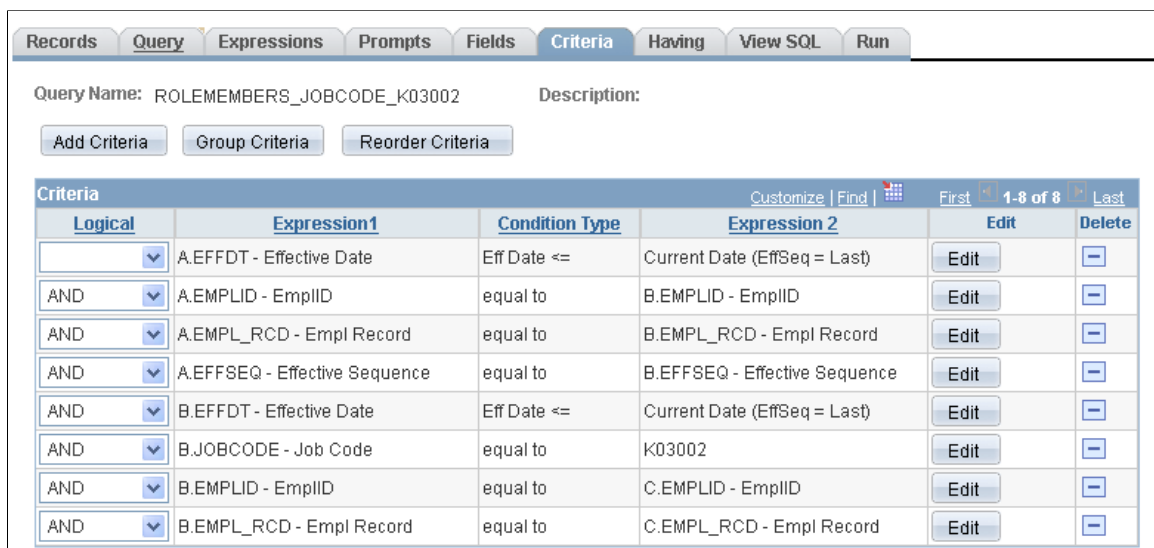 Records Query Expressions Prompts Fields Criteria Having View SQL Run
Query Name: ROLEMEMBERS_JOBCODE_K03002 Description:
Add Criteria Group Criteria Reorder Criteria
Criteria Customize | Find | First 1-8 of 8 Last
Logical Expression1 Condition Type Expression 2 Edit Delete
A.EFFDT - Effective Date Eff Date <= Current Date (EffSeq = Last) Edit
AND A.EMPLID - EmplID equal to B.EMPLID - EmplID Edit
AND A.EMPL_RCD - Empl Record equal to B.EMPL_RCD - Empl Record Edit
AND A.EFFSEQ - Effective Sequence equal to B.EFFSEQ - Effective Sequence Edit
AND B.EFFDT - Effective Date Eff Date <= Current Date (EffSeq = Last) Edit
AND B.JOBCODE - Job Code equal to K03002 Edit
AND B.EMPLID - EmplID equal to C.EMPLID - EmplID Edit
AND B.EMPL_RCD - Empl Record equal to C.EMPL_RCD - Empl Record Edit